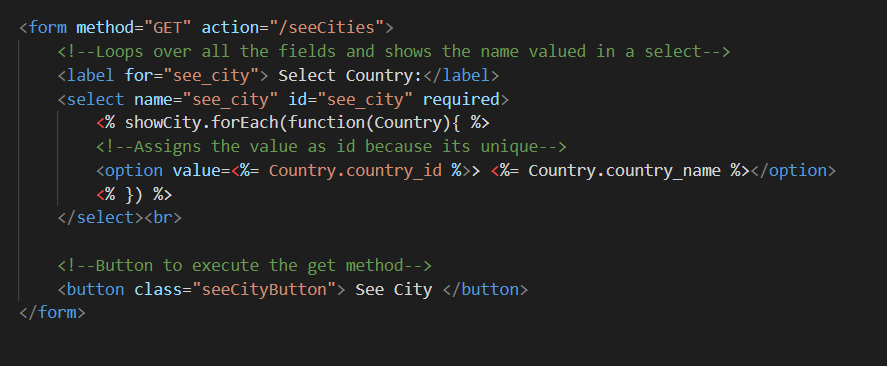 <form method="GET" action="/seeCities">
<!--Loops over all the fields and shows the name valued in a select-->
<label for="see_city"> Select Country:</label>
<select name="see_city" id="see_city" required>
<% showCity.forEach(function(Country){ %>
<!--Assigns the value as id because its unique-->
<option value=<%= Country.country_id %>> <%= Country.country_name %></option>
<% }) %>
</select><br>
<!--Button to execute the get method-->
<button class="seeCityButton"> See City </button>
</form>